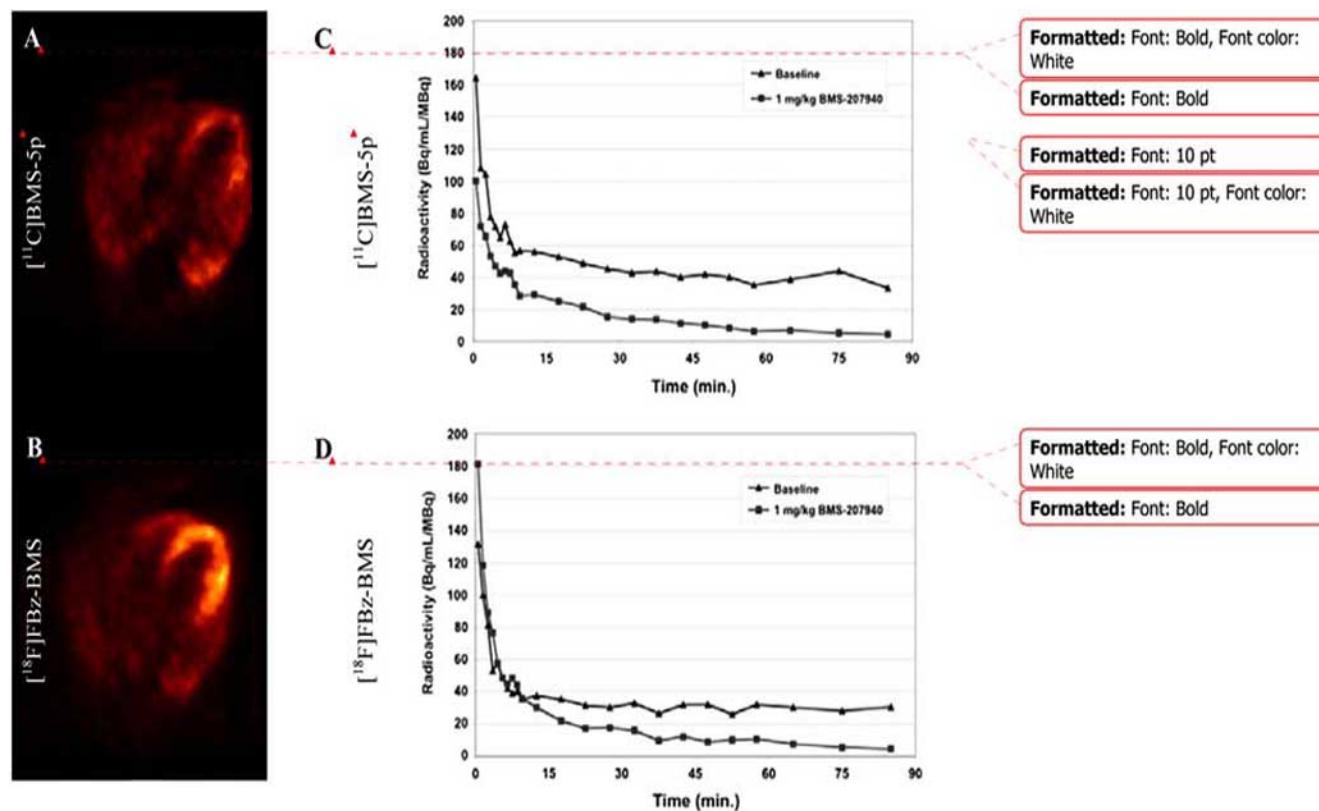 A
[¹¹C]BMS-5p
B
[¹⁸F]FBz-BMS
C
[¹¹C]BMS-5p
Radioactivity (Bq/mL/MBq)
200
180
160
140
120
100
80
60
40
20
0
Baseline
1 mg/kg BMS-207940
0 15 30 45 60 75 90
Time (min.)
D
[¹⁸F]FBz-BMS
Radioactivity (Bq/mL/MBq)
200
180
160
140
120
100
80
60
40
20
0
Baseline
1 mg/kg BMS-207940
0 15 30 45 60 75 90
Time (min.)
Formatted: Font: Bold, Font color:
White
Formatted: Font: Bold
Formatted: Font: 10 pt
Formatted: Font: 10 pt, Font color:
White
Formatted: Font: Bold, Font color:
White
Formatted: Font: Bold